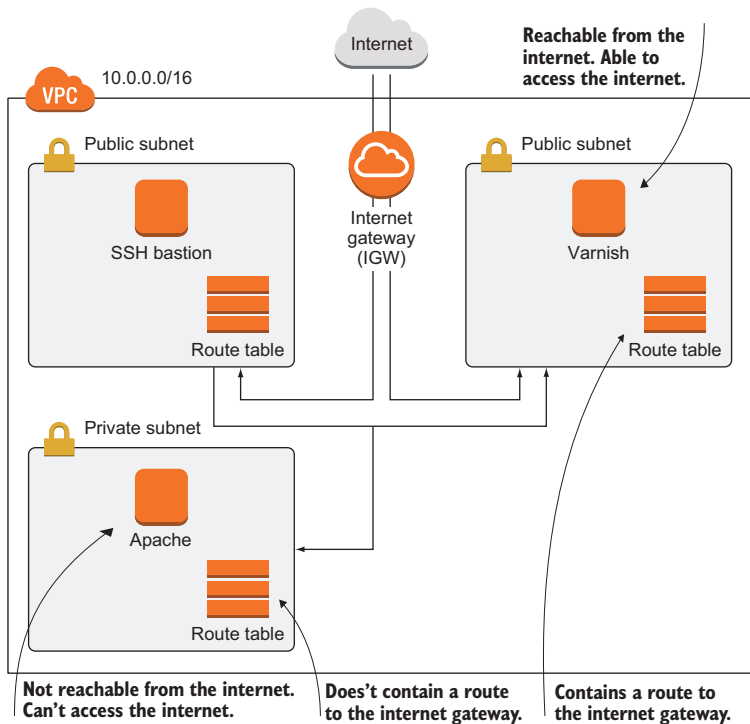 Internet
Reachable from the
internet. Able to
access the internet.
10.0.0.0/16
VPC
Public subnet
SSH bastion
Route table
Internet
gateway
(IGW)
Public subnet
Varnish
Route table
Private subnet
Apache
Route table
Not reachable from the internet.
Can't access the internet.
Does't contain a route
to the internet gateway.
Contains a route to
the internet gateway.